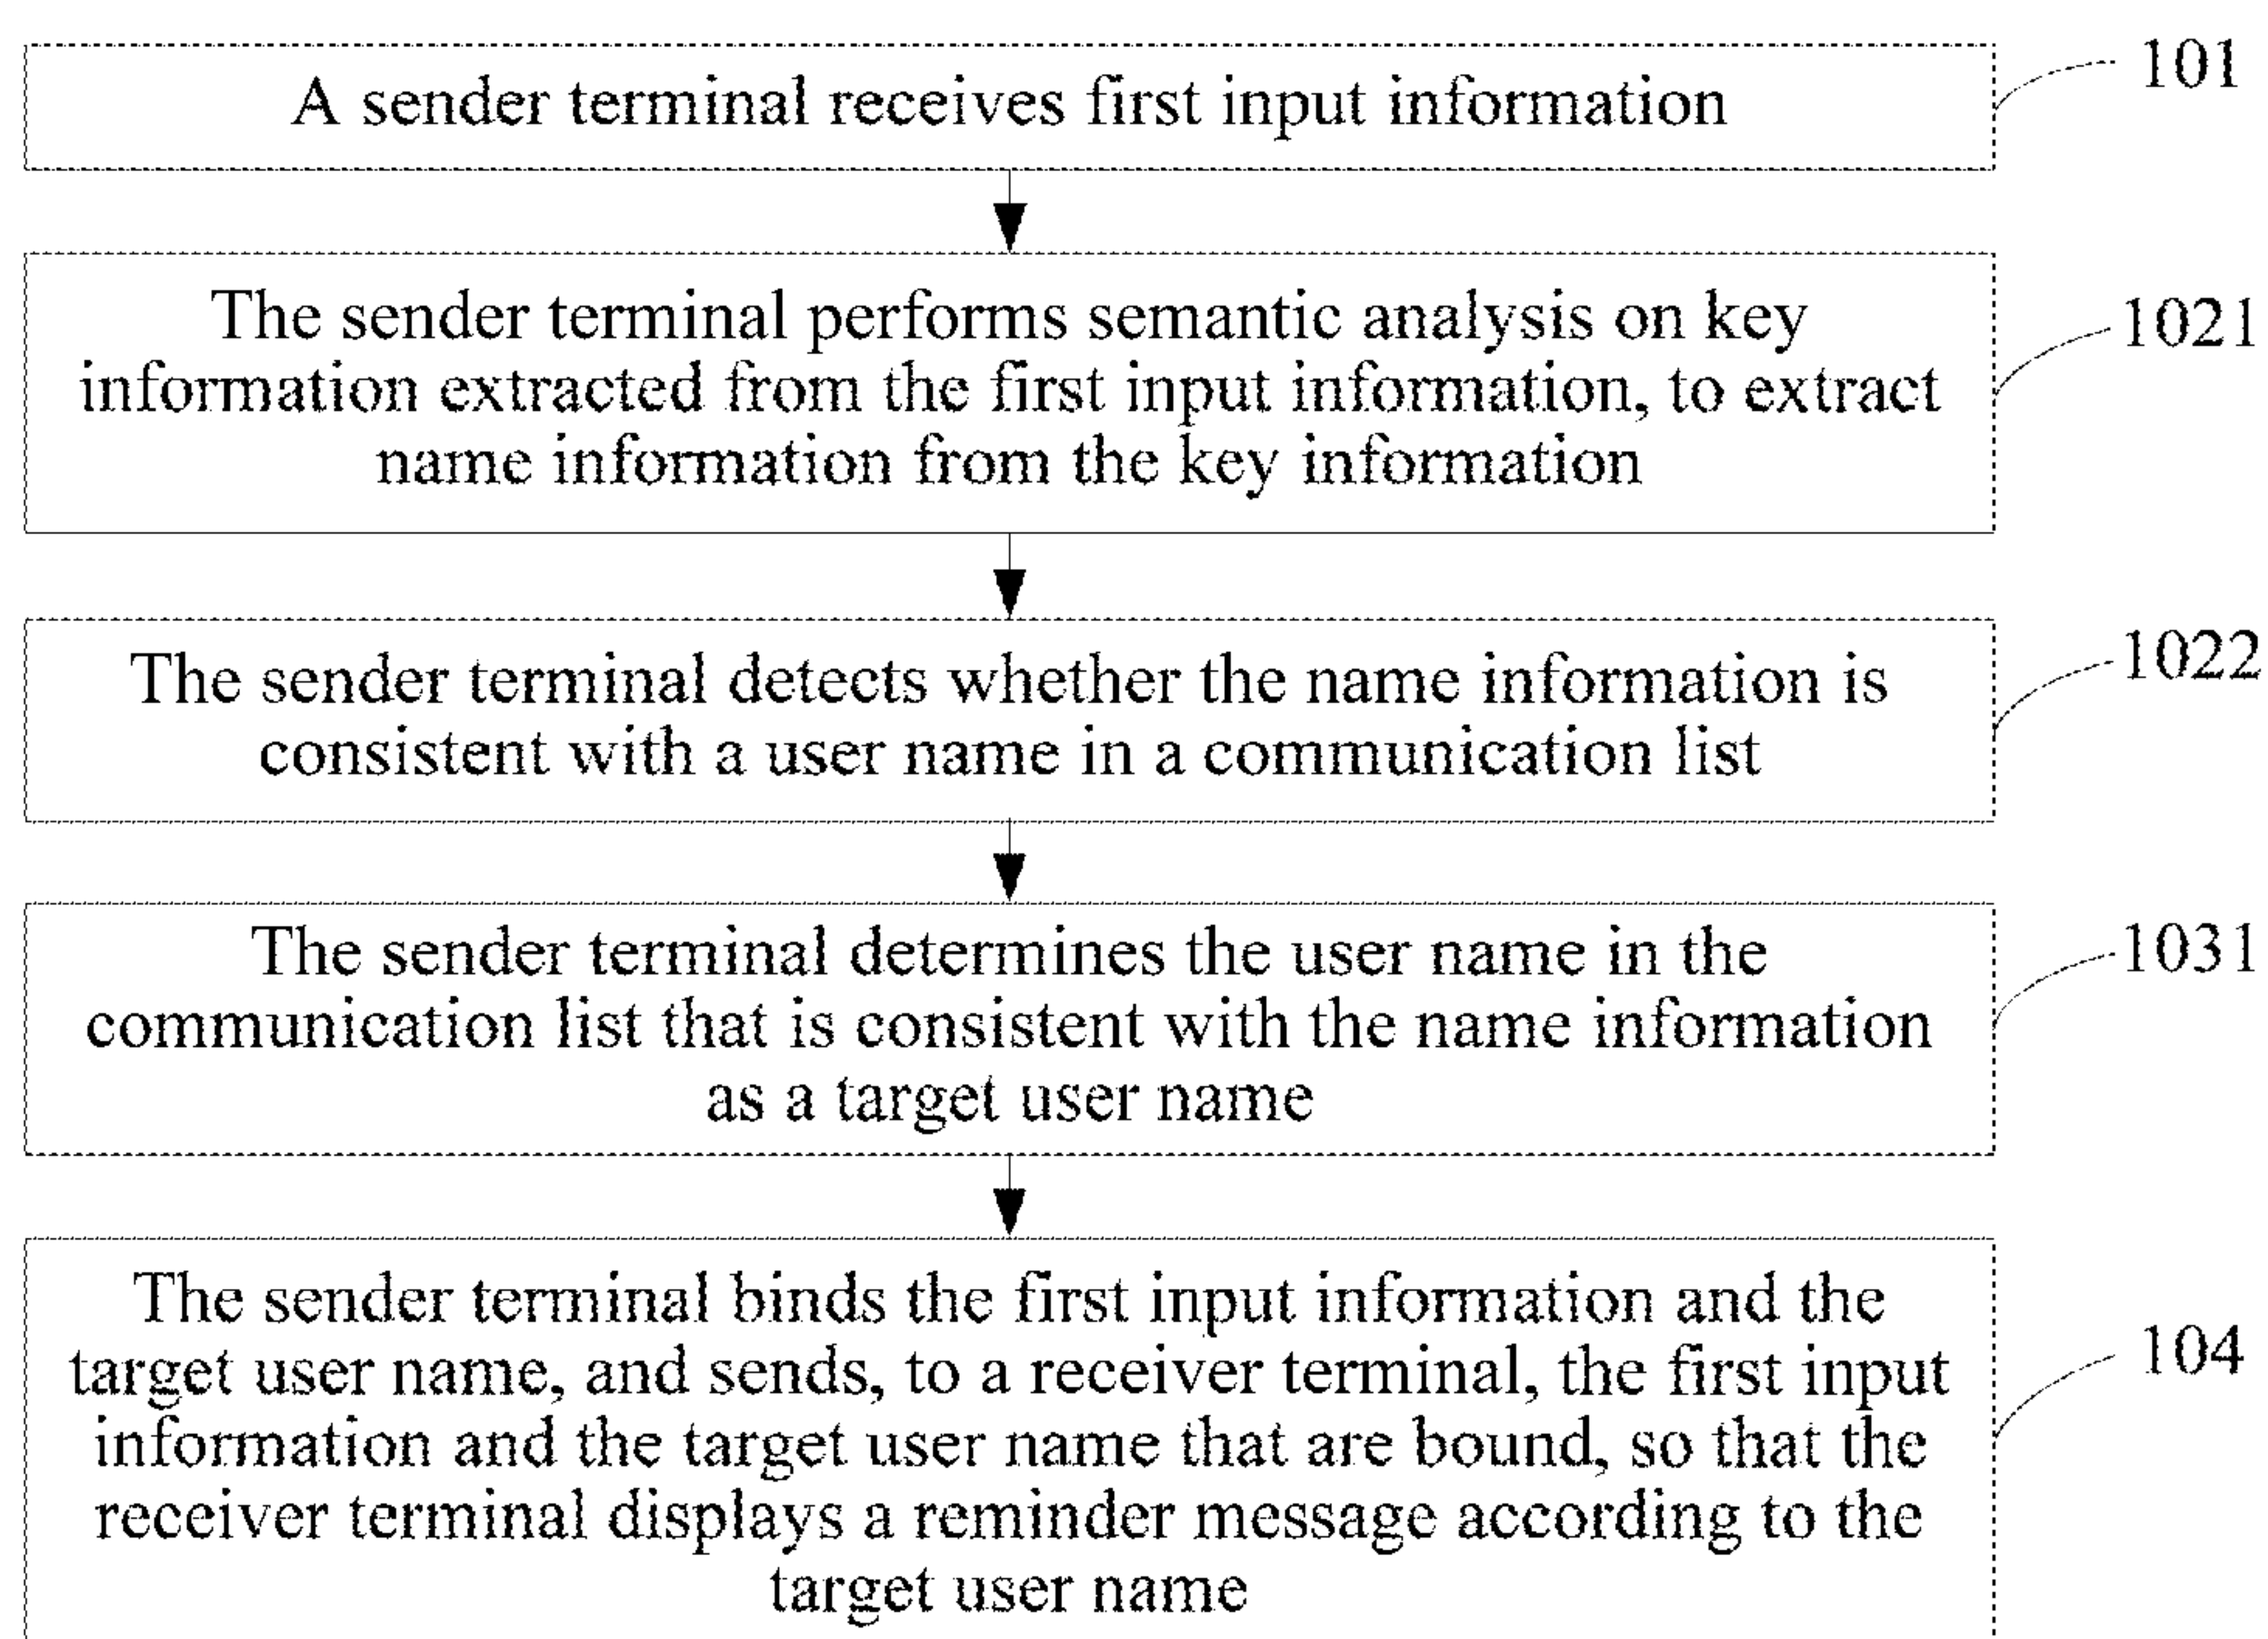 A sender terminal receives first input information
101
The sender terminal performs semantic analysis on key
information extracted from the first input information, to extract
name information from the key information
1021
The sender terminal detects whether the name information is
consistent with a user name in a communication list
1022
The sender terminal determines the user name in the
communication list that is consistent with the name information
as a target user name
1031
The sender terminal binds the first input information and the
target user name, and sends, to a receiver terminal, the first input
information and the target user name that are bound, so that the
receiver terminal displays a reminder message according to the
target user name
104